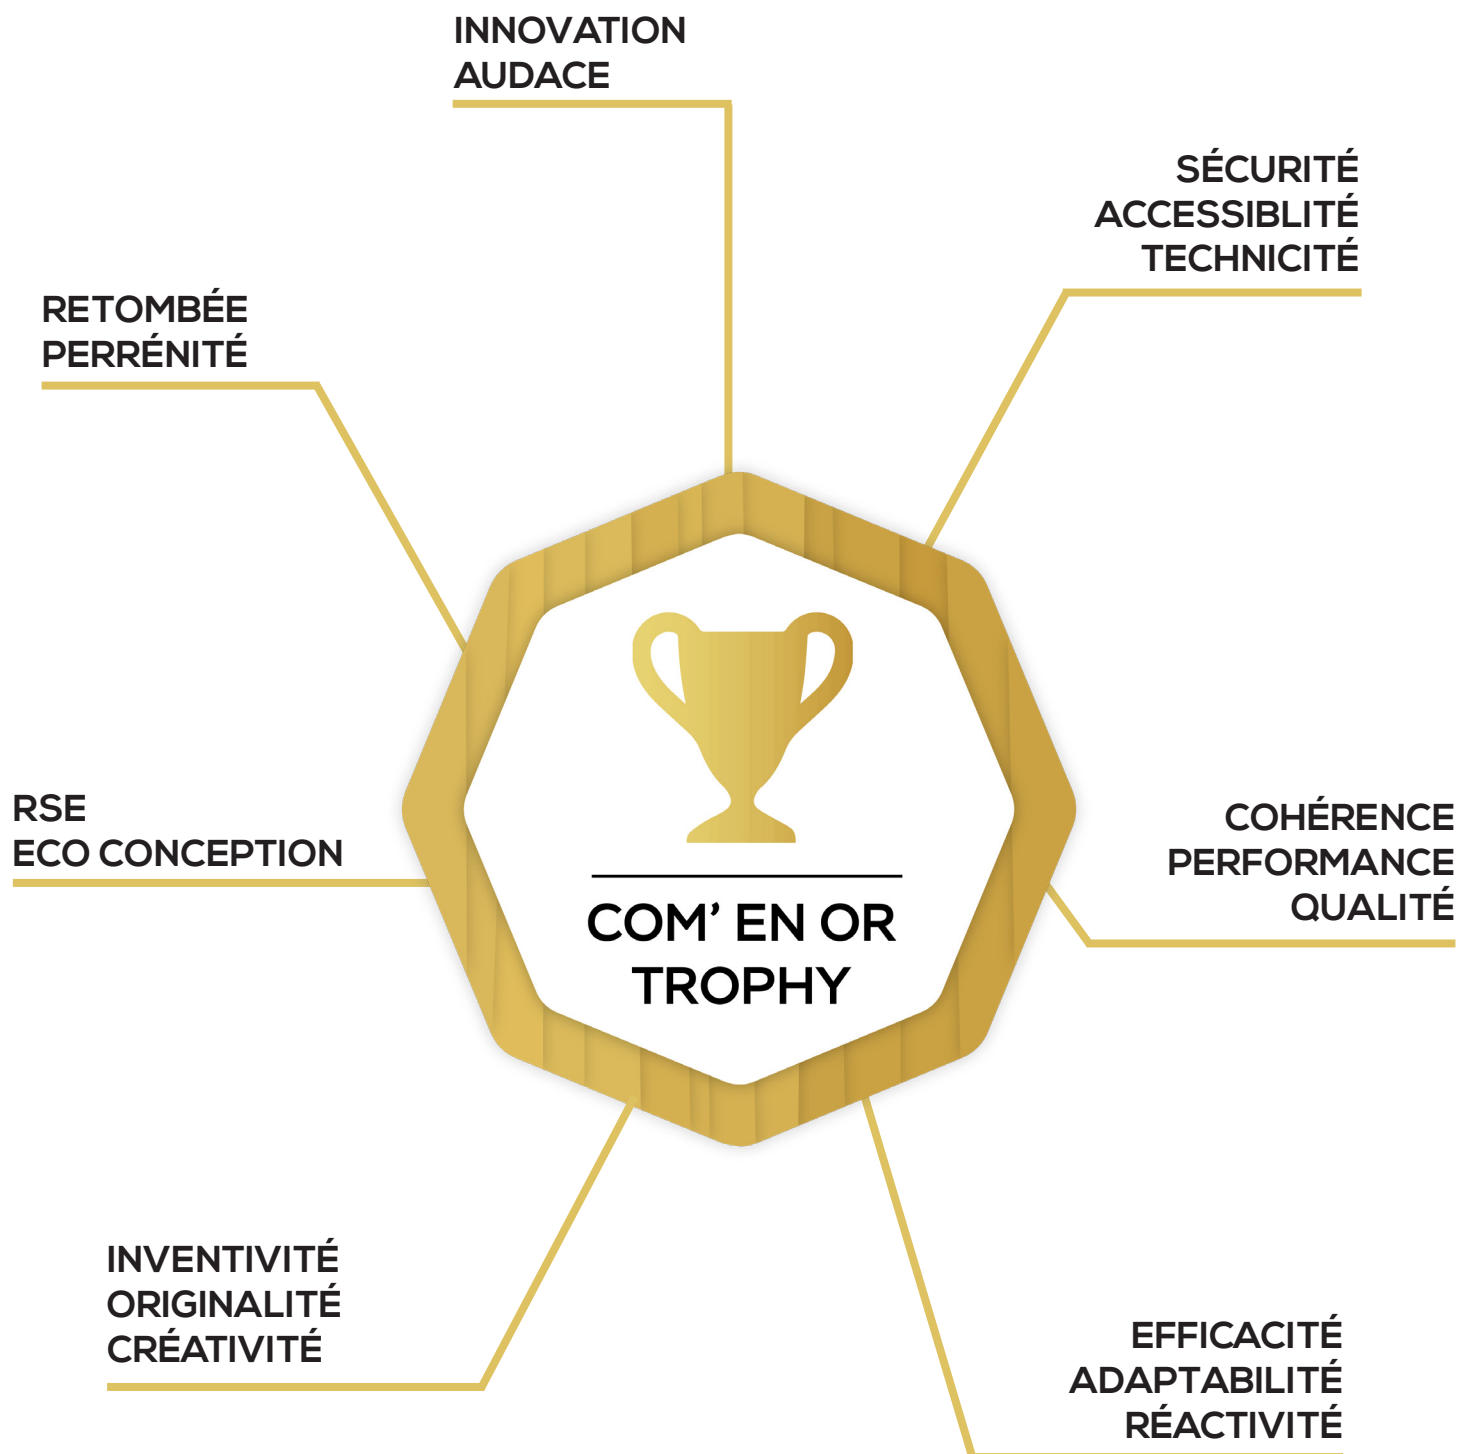 INNOVATION
AUDACE
SÉCURITÉ
ACCESSIBLITÉ
TECHNICITÉ
RETOMBÉE
PERRÉNITÉ
RSE
ECO CONCEPTION
COHÉRENCE
PERFORMANCE
QUALITÉ
COM’ EN OR
TROPHY
INVENTIVITÉ
ORIGINALITÉ
CRÉATIVITÉ
EFFICACITÉ
ADAPTABILITÉ
RÉACTIVITÉ